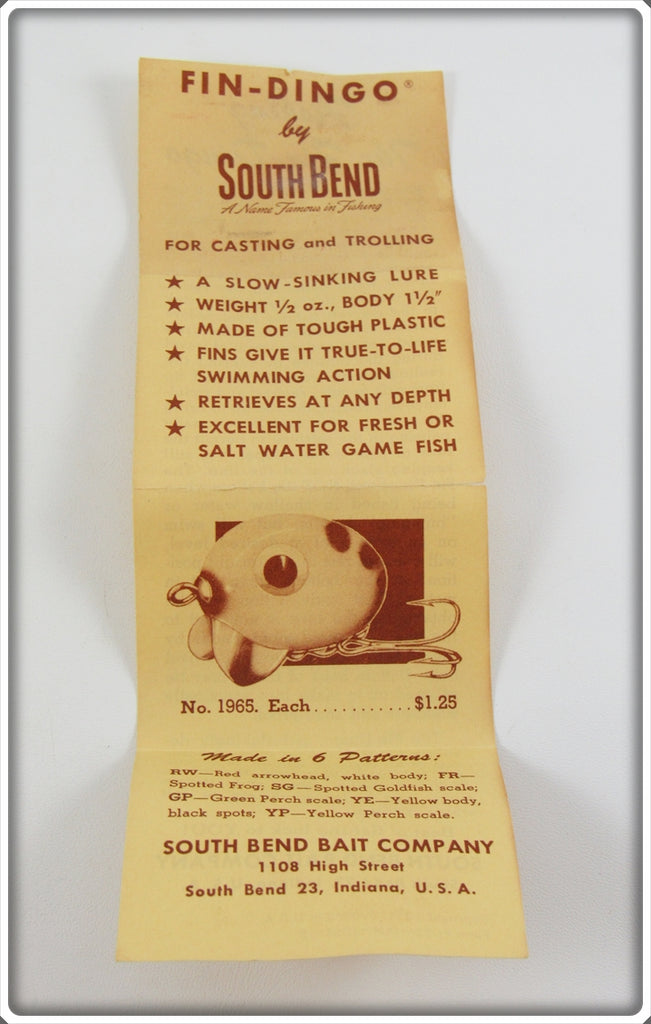 FIN-DINGO®
by
SOUTH BEND
A Name Famous in Fishing
FOR CASTING and TROLLING
★ A SLOW-SINKING LURE
★ WEIGHT ½ oz., BODY 1½"
★ MADE OF TOUGH PLASTIC
★ FINS GIVE IT TRUE-TO-LIFE
SWIMMING ACTION
★ RETRIEVES AT ANY DEPTH
★ EXCELLENT FOR FRESH OR
SALT WATER GAME FISH
No. 1965. Each...........$1.25
Made in 6 Patterns:
RW—Red arrowhead, white body; FR—
Spotted Frog; SG—Spotted Goldfish scale;
GP—Green Perch scale; YE—Yellow body,
black spots; YP—Yellow Perch scale.
SOUTH BEND BAIT COMPANY
1108 High Street
South Bend 23, Indiana, U.S.A.